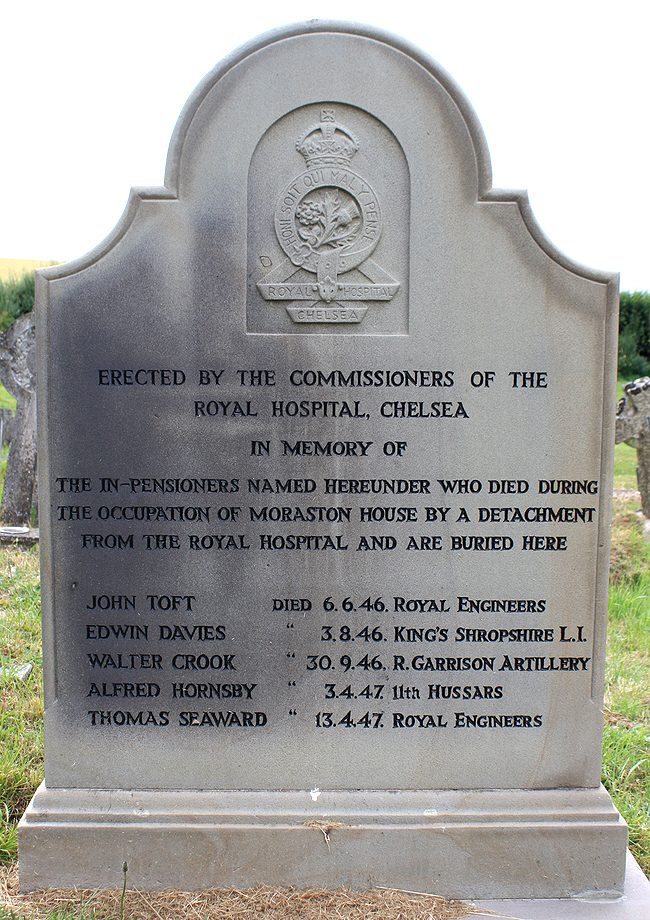 HONI SOIT QUI MAL Y PENSE
ROYAL HOSPITAL
CHELSEA
ERECTED BY THE COMMISSIONERS OF THE
ROYAL HOSPITAL, CHELSEA
IN MEMORY OF
THE IN-PENSIONERS NAMED HEREUNDER WHO DIED DURING
THE OCCUPATION OF MORASTON HOUSE BY A DETACHMENT
FROM THE ROYAL HOSPITAL AND ARE BURIED HERE
JOHN TOFT DIED 6.6.46. ROYAL ENGINEERS
EDWIN DAVIES " 3.8.46. KING'S SHROPSHIRE L.I.
WALTER CROOK " 30.9.46. R. GARRISON ARTILLERY
ALFRED HORNSBY " 3.4.47. 11th HUSSARS
THOMAS SEAWARD " 13.4.47. ROYAL ENGINEERS